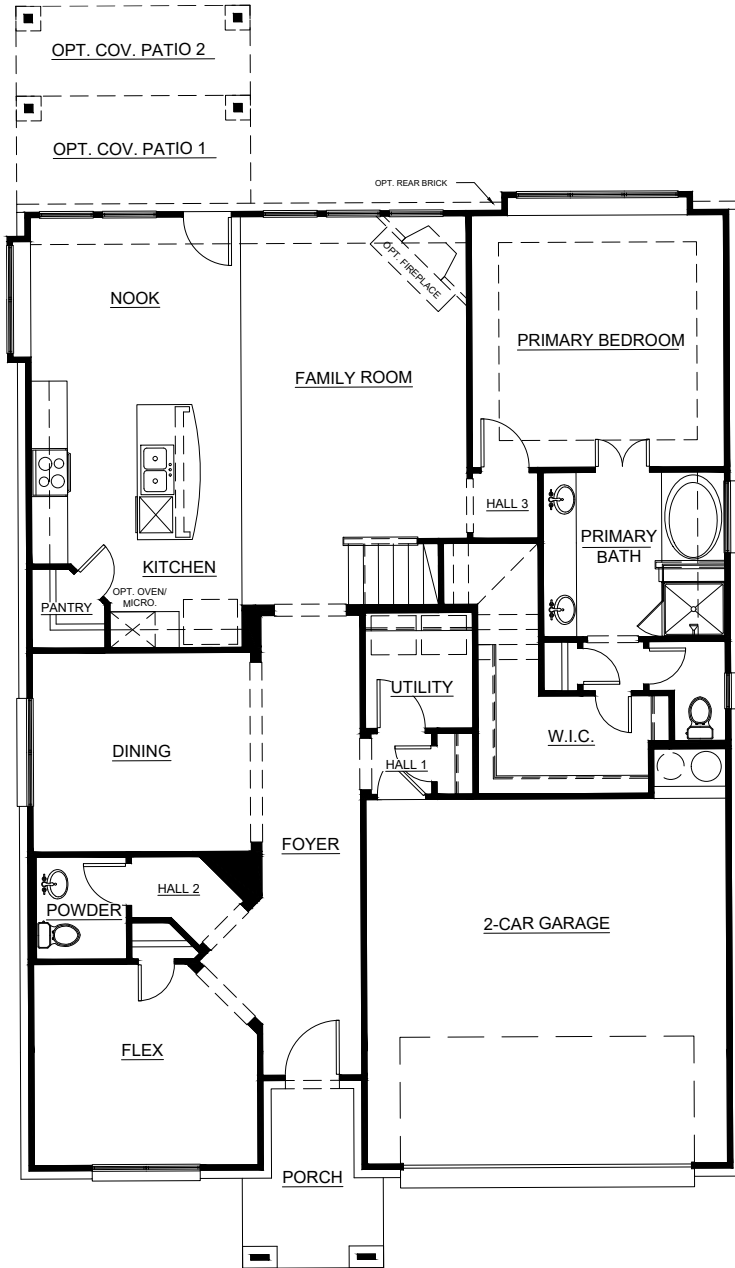 OPT. COV. PATIO 2
OPT. COV. PATIO 1
OPT. REAR BRICK
NOOK
OPT. FIREPLACE
PRIMARY BEDROOM
FAMILY ROOM
HALL 3
PRIMARY
BATH
KITCHEN
OPT. OVEN/
MICRO.
PANTRY
UTILITY
W.I.C.
DINING
HALL 1
FOYER
HALL 2
POWDER
2-CAR GARAGE
FLEX
PORCH